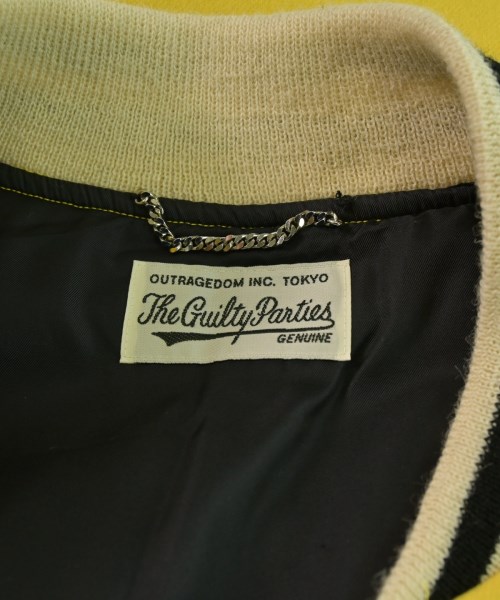 OUTRAGEDOM INC. TOKYO
The Guilty Parties
GENUINE